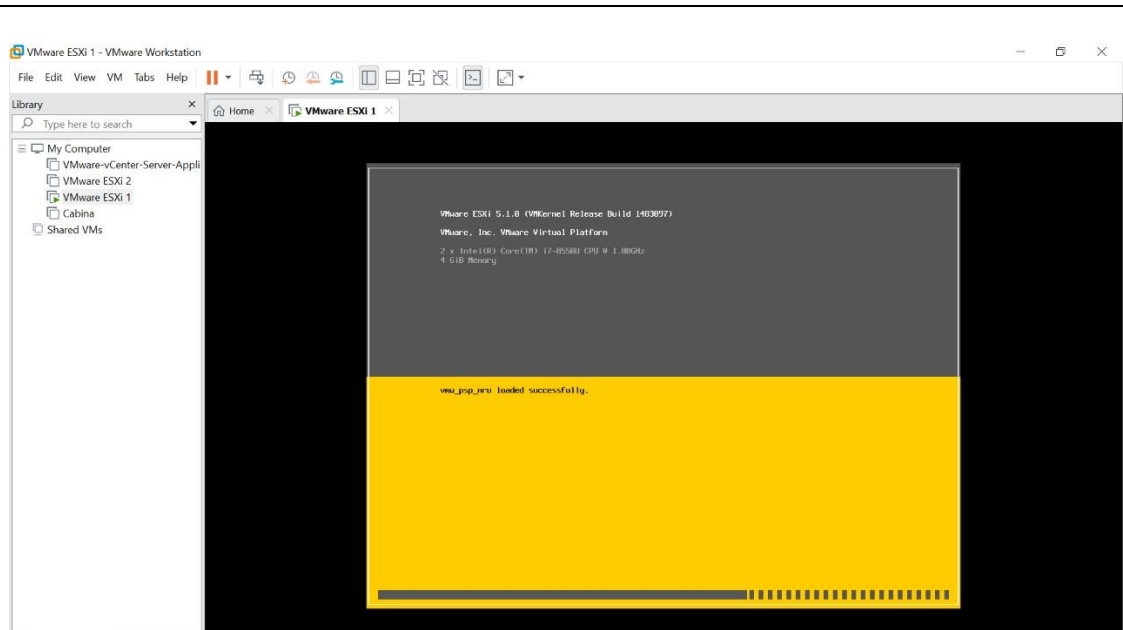 VMware ESXi 1 - VMware Workstation
File Edit View VM Tabs Help
Library
Home
VMware ESXi 1
Type here to search
My Computer
VMware-vCenter-Server-Appli
VMware ESXi 2
VMware ESXi 1
Cabina
Shared VMs
VMware ESXi 5.1.0 (VMKernel Release Build 1483097)
VMware, Inc. VMware Virtual Platform
2 x Intel(R) Core(TM) i7-8550U CPU @ 1.80GHz
4 GiB Memory
vmw_psp_mru loaded successfully.